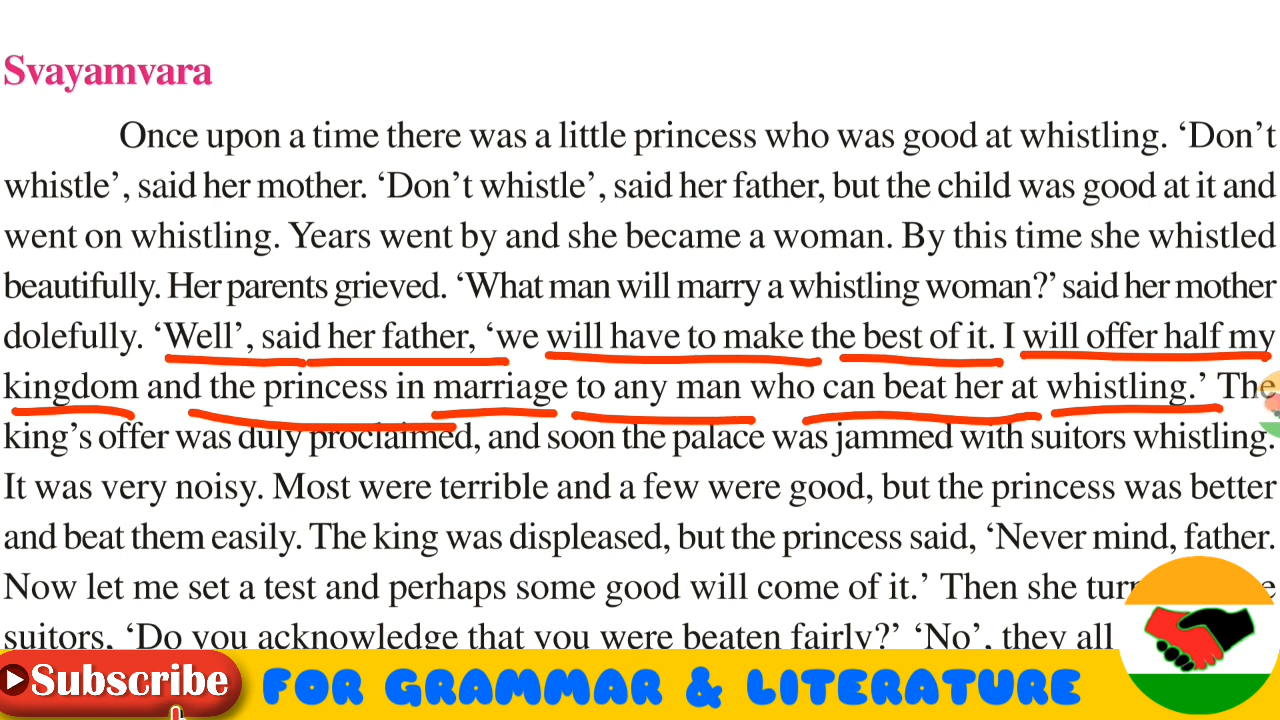 Svayamvara
Once upon a time there was a little princess who was good at whistling. ‘Don’t
whistle’, said her mother. ‘Don’t whistle’, said her father, but the child was good at it and
went on whistling. Years went by and she became a woman. By this time she whistled
beautifully. Her parents grieved. ‘What man will marry a whistling woman?’ said her mother
dolefully. ‘Well’, said her father, ‘we will have to make the best of it. I will offer half my
kingdom and the princess in marriage to any man who can beat her at whistling.’ The
king’s offer was duly proclaimed, and soon the palace was jammed with suitors whistling.
It was very noisy. Most were terrible and a few were good, but the princess was better
and beat them easily. The king was displeased, but the princess said, ‘Never mind, father.
Now let me set a test and perhaps some good will come of it.’ Then she
suitors, ‘Do you acknowledge that you were beaten fairly?’ ‘No’, they all
Subscribe
FOR GRAMMAR & LITERATURE